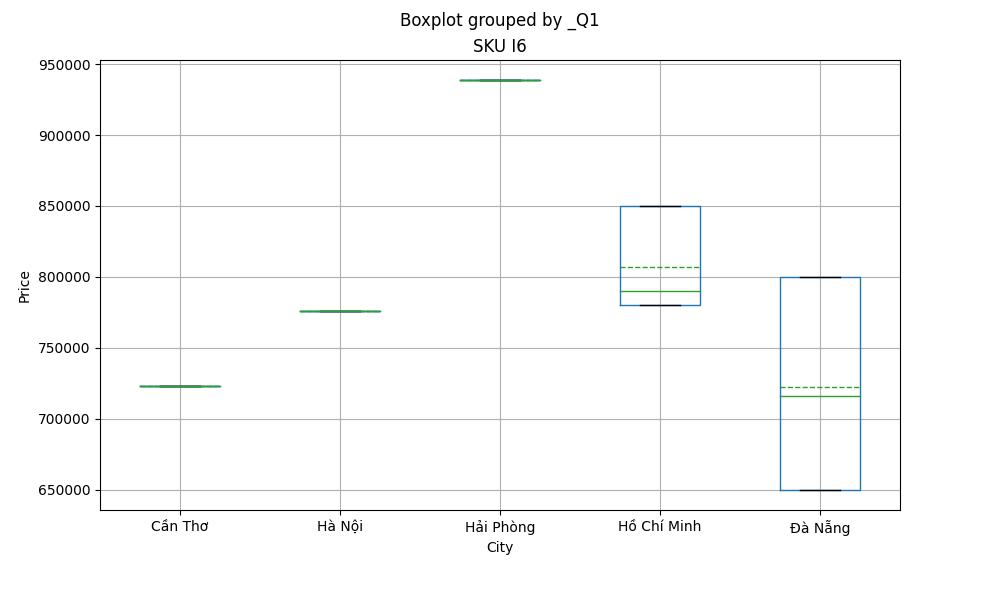 Boxplot grouped by _Q1
SKU I6
950000
900000
850000
800000
750000
700000
650000
Price
Cần Thơ
Hà Nội
Hải Phòng
Hồ Chí Minh
Đà Nẵng
City